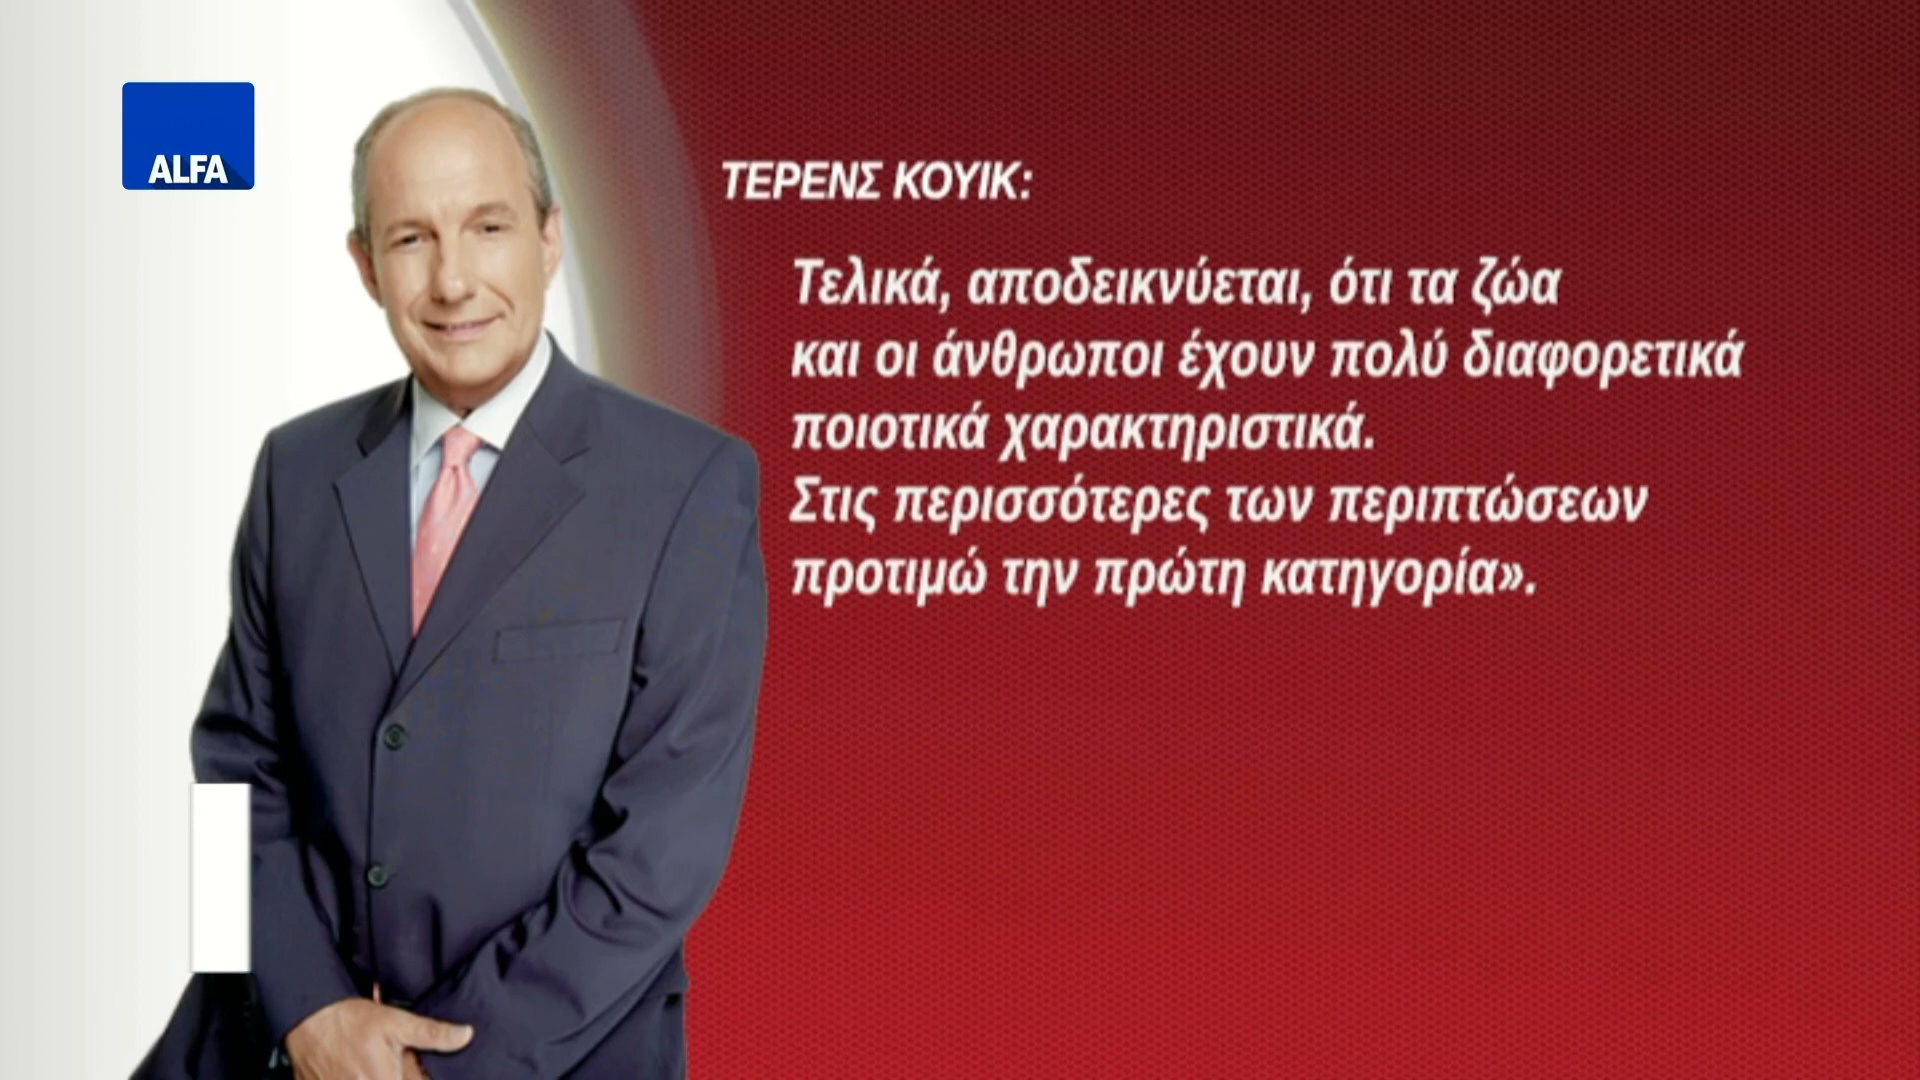 ALFA
ΤΕΡΕΝΣ ΚΟΥΙΚ:
Τελικά, αποδεικνύεται, ότι τα ζώα
και οι άνθρωποι έχουν πολύ διαφορετικά
ποιοτικά χαρακτηριστικά.
Στις περισσότερες των περιπτώσεων
προτιμώ την πρώτη κατηγορία».